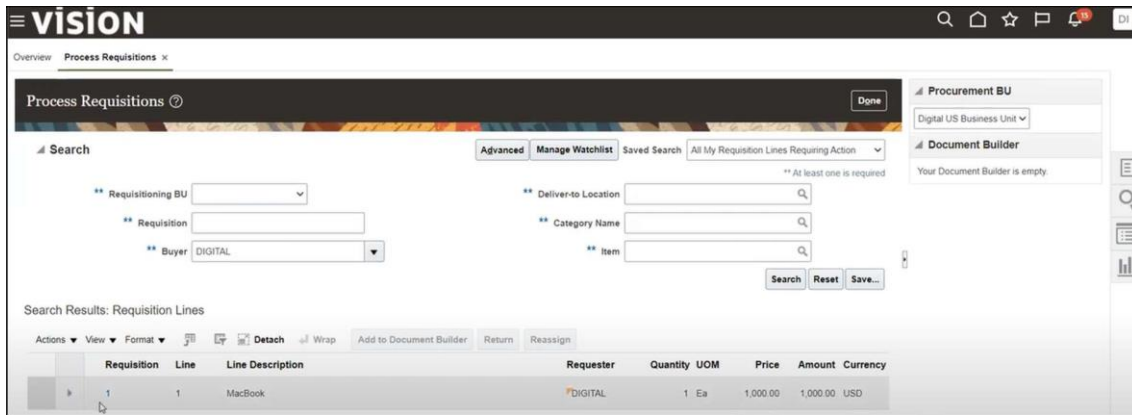 VISION
15
DI
Overview Process Requisitions ×
Process Requisitions
Done
Procurement BU
Digital US Business Unit
Document Builder
Your Document Builder is empty.
Search
Advanced Manage Watchlist Saved Search All My Requisition Lines Requiring Action
** At least one is required
** Requisitioning BU
** Deliver-to Location
** Requisition
** Category Name
** Buyer DIGITAL
** Item
Search Reset Save...
Search Results: Requisition Lines
Actions View Format Detach Wrap Add to Document Builder Return Reassign
Requisition Line Line Description Requester Quantity UOM Price Amount Currency
1 1 MacBook DIGITAL 1 Ea 1,000.00 1,000.00 USD